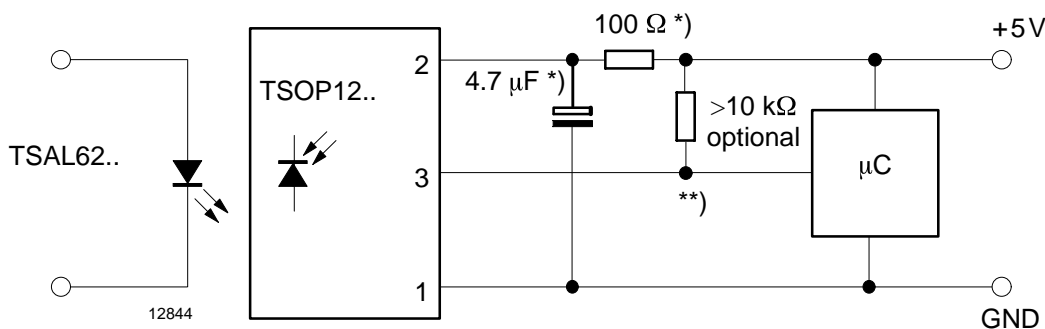 TSAL62..
12844
TSOP12..
2
3
1
4.7 μF *)
100 Ω *)
>10 kΩ
optional
**)
μC
+5V
GND